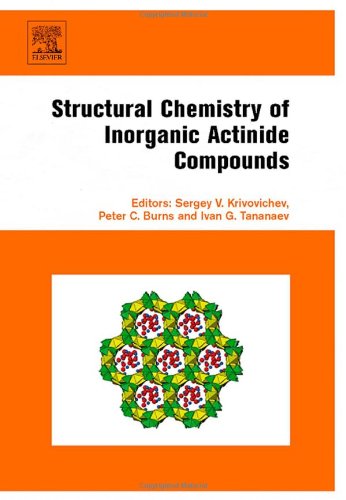 ELSEVIER
Structural Chemistry of
Inorganic Actinide
Compounds
Editors: Sergey V. Krivovichev,
Peter C. Burns and Ivan G. Tananaev